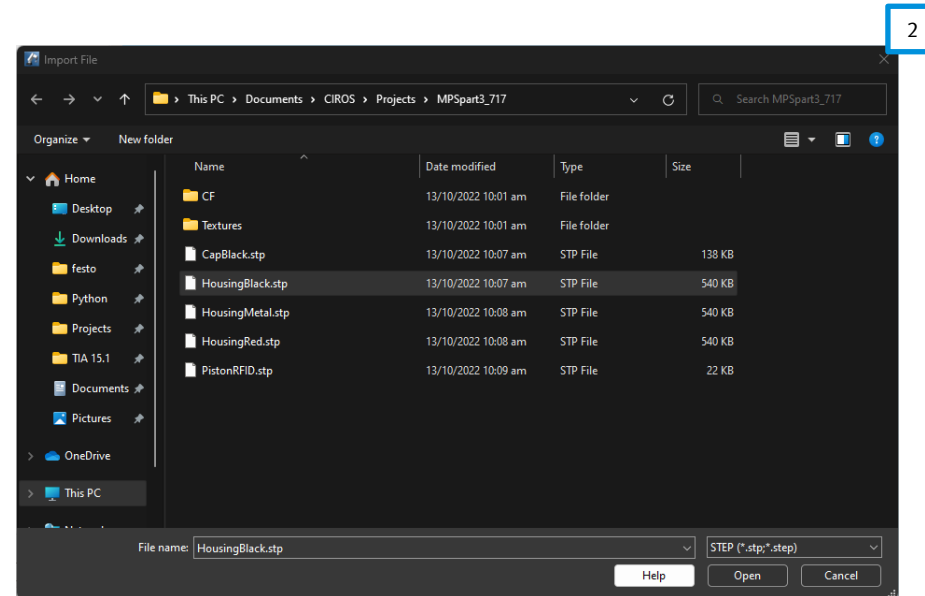 2
Import File
This PC > Documents > CIROS > Projects > MPSpart3_717
Search MPSpart3_717
Organize
New folder
Name Date modified Type Size
Home
Desktop
Downloads
festo
Python
Projects
TIA 15.1
Documents
Pictures
OneDrive
This PC
CF 13/10/2022 10:01 am File folder
Textures 13/10/2022 10:01 am File folder
CapBlack.stp 13/10/2022 10:07 am STP File 138 KB
HousingBlack.stp 13/10/2022 10:07 am STP File 540 KB
HousingMetal.stp 13/10/2022 10:08 am STP File 540 KB
HousingRed.stp 13/10/2022 10:08 am STP File 540 KB
PistonRFID.stp 13/10/2022 10:09 am STP File 22 KB
File name: HousingBlack.stp
STEP (*.stp;*.step)
Help Open Cancel